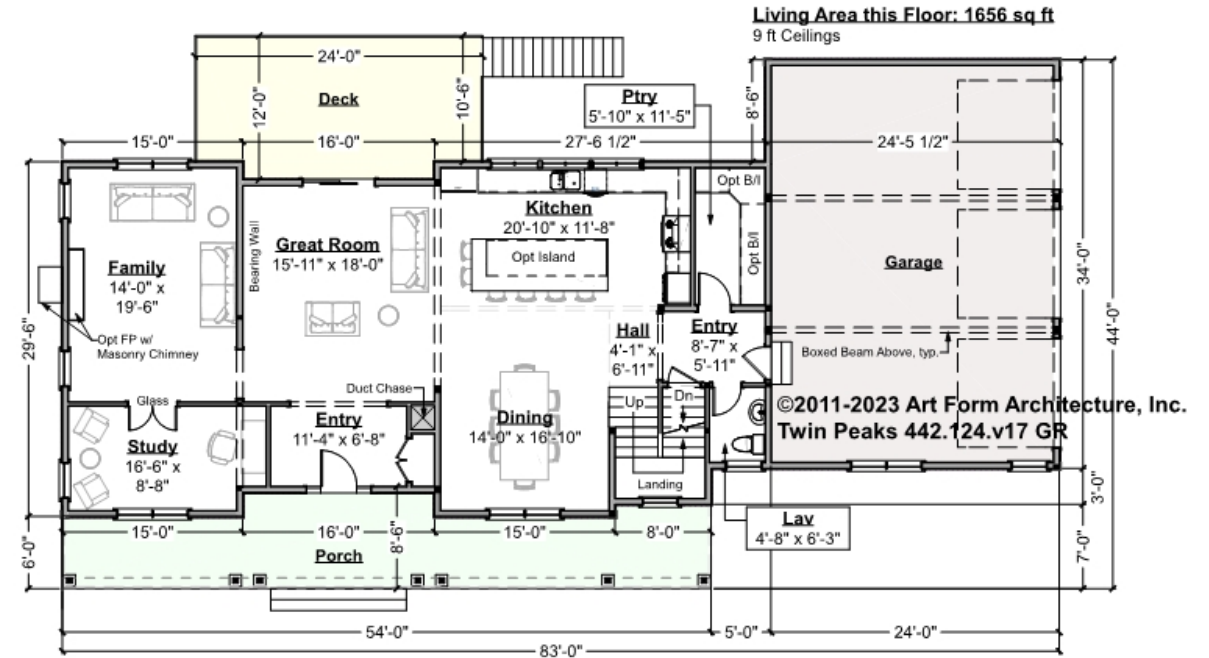 Living Area this Floor: 1656 sq ft
9 ft Ceilings
24'-0"
Deck
12'-0"
10'-6"
Ptry
5'-10" x 11'-5"
8'-6"
15'-0"
16'-0"
27'-6 1/2"
24'-5 1/2"
Opt B/I
Opt B/I
Kitchen
20'-10" x 11'-8"
Opt Island
Bearing Wall
Great Room
15'-11" x 18'-0"
Family
14'-0" x
19'-6"
Garage
34'-0"
44'-0"
29'-6"
Opt FP w/
Masonry Chimney
Hall
4'-1" x
6'-11"
Entry
8'-7" x
5'-11"
Boxed Beam Above, typ.
Duct Chase
Glass
Up
Dn
Entry
11'-4" x 6'-8"
Dining
14'-0" x 16'-10"
©2011-2023 Art Form Architecture, Inc.
Twin Peaks 442.124.v17 GR
Study
16'-6" x
8'-8"
Landing
3'-0"
Lav
4'-8" x 6'-3"
15'-0"
16'-0"
8'-6"
15'-0"
8'-0"
Porch
6'-0"
7'-0"
54'-0"
5'-0"
24'-0"
83'-0"